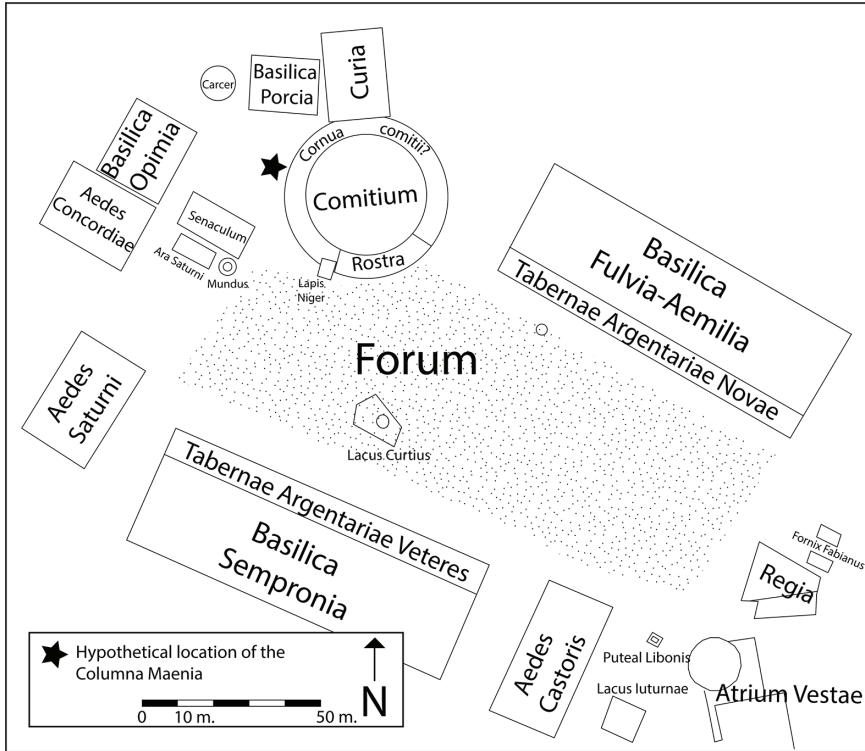 Carcer
Basilica
Porcia
Curia
Basilica
Opimia
Aedes
Concordiae
Cornua
comitii?
Comitium
Rostra
Senaculum
Ara Saturni
Mundus
Lapis
Niger
Basilica
Fulvia-Aemilia
Tabernae Argentariae Novae
Forum
Lacus Curtius
Aedes
Saturni
Tabernae Argentariae Veteres
Basilica
Sempronia
Fornix Fabianus
Regia
Aedes
Castoris
Puteal Libonis
Lacus Iuturnae
Atrium Vestae
Hypothetical location of the
Columna Maenia
0 10 m. 50 m.
N